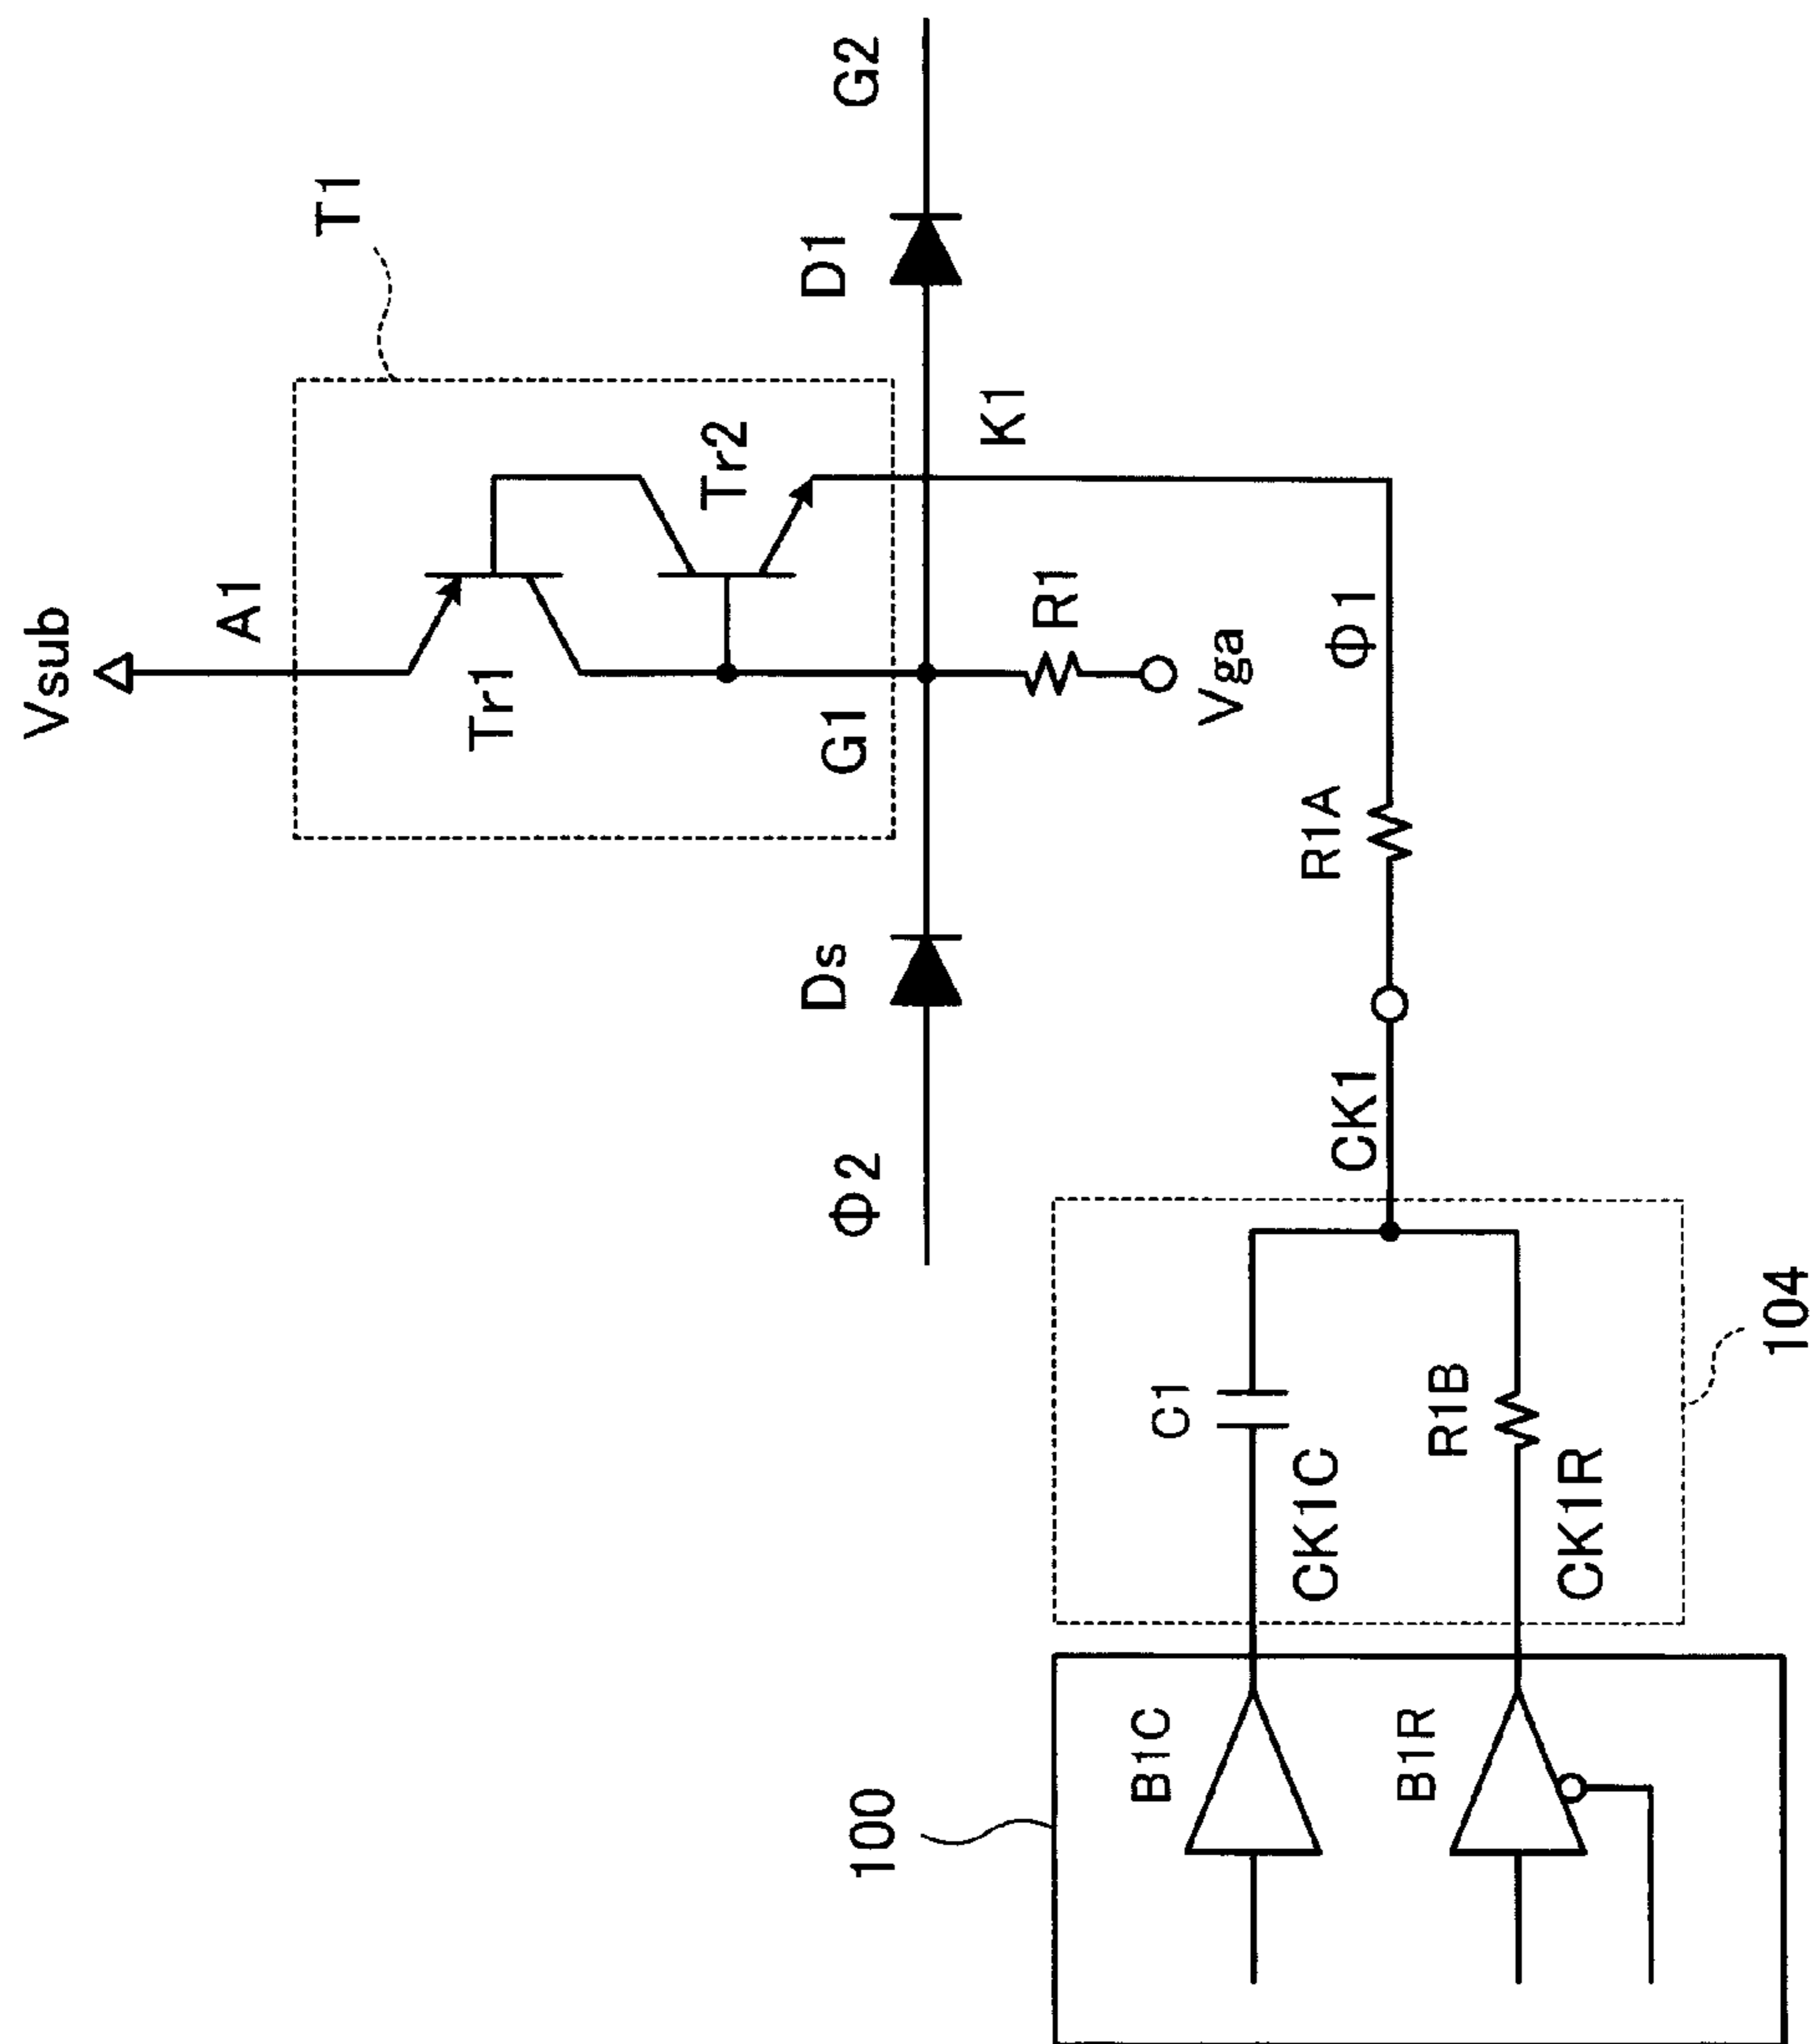 Vsub
A1
T1
Tr1
Tr2
G1
Ds
D1
G2
K1
Φ2
R1
Vga
Φ1
R1A
CK1
C1
CK1C
R1B
CK1R
104
100
B1C
B1R